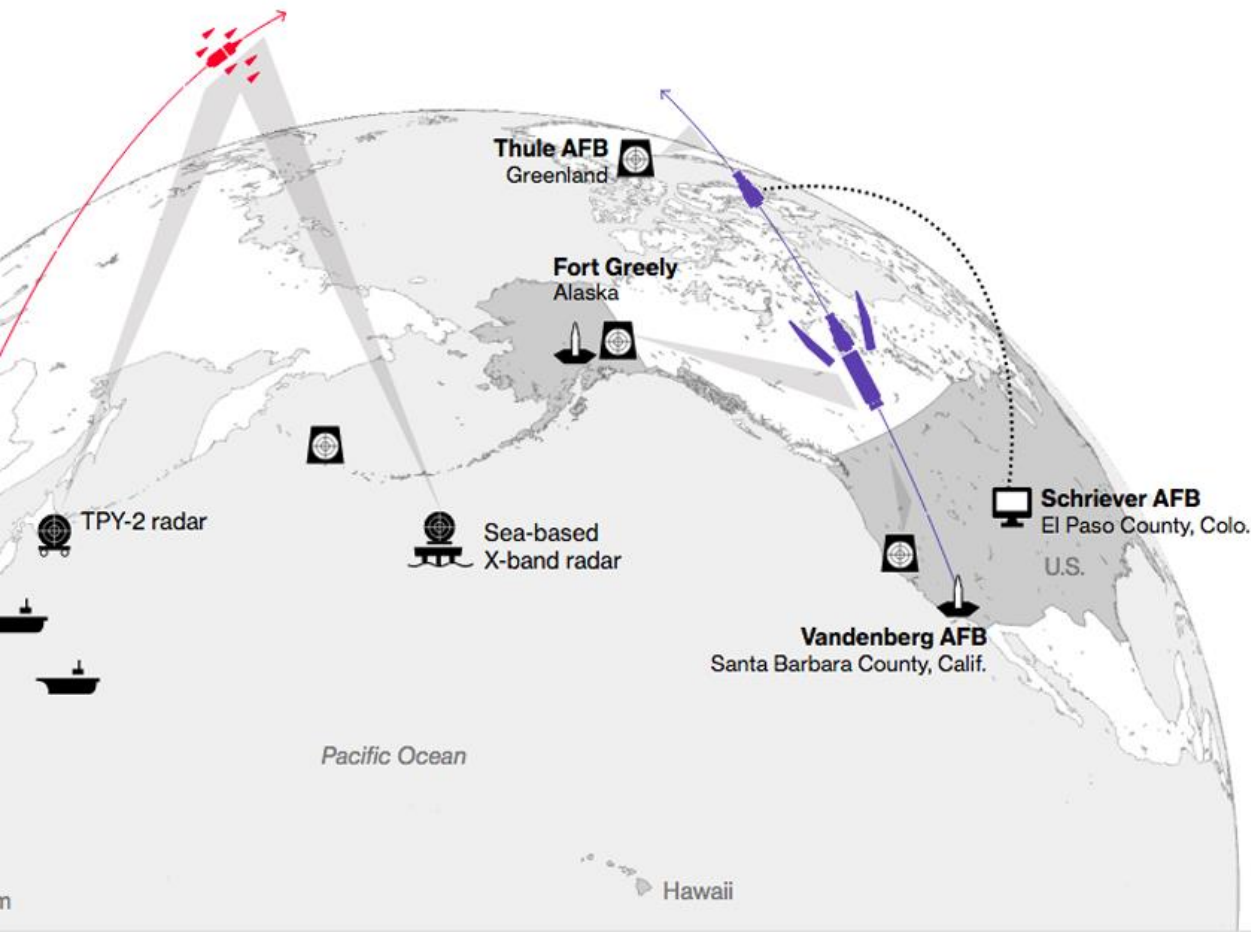 Thule AFB
Greenland
Fort Greely
Alaska
TPY-2 radar
Sea-based
X-band radar
Schriever AFB
El Paso County, Colo.
U.S.
Vandenberg AFB
Santa Barbara County, Calif.
Pacific Ocean
Hawaii
m